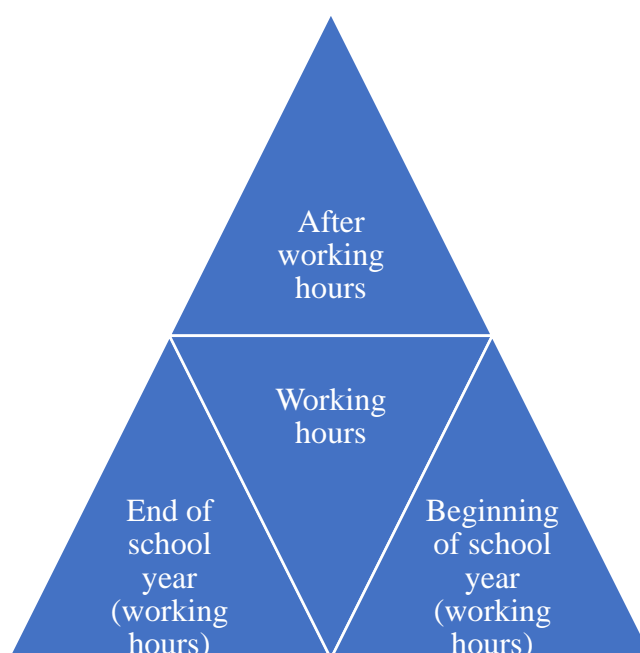 After
working
hours
Working
hours
End of
school
year
(working
hours)
Beginning
of school
year
(working
hours)